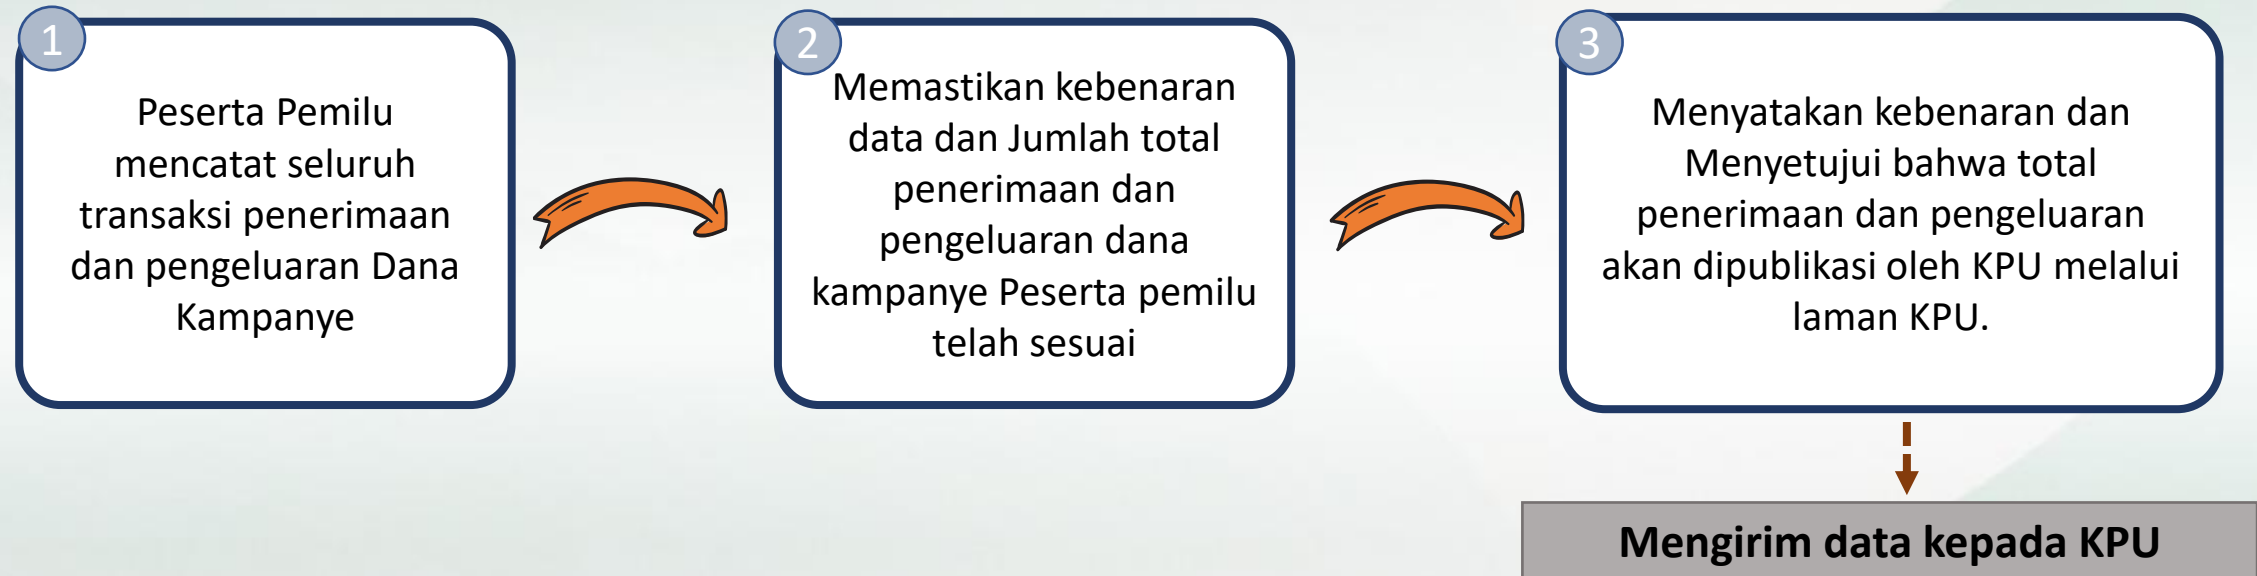 1
Peserta Pemilu
mencatat seluruh
transaksi penerimaan
dan pengeluaran Dana
Kampanye
2
Memastikan kebenaran
data dan Jumlah total
penerimaan dan
pengeluaran dana
kampanye Peserta pemilu
telah sesuai
3
Menyatakan kebenaran dan
Menyetujui bahwa total
penerimaan dan pengeluaran
akan dipublikasi oleh KPU melalui
laman KPU.
Mengirim data kepada KPU